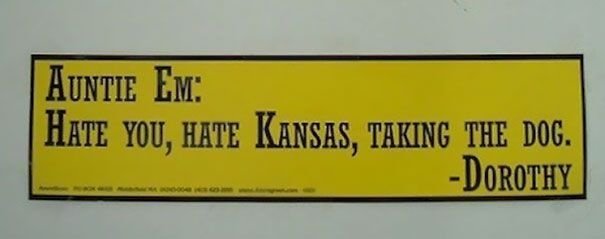 Auntie Em:
Hate you, hate Kansas, taking the dog.
-Dorothy